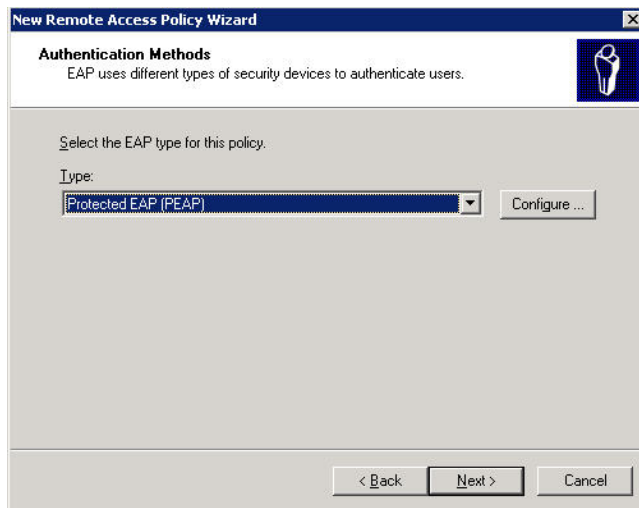 New Remote Access Policy Wizard
Authentication Methods
EAP uses different types of security devices to authenticate users.
Select the EAP type for this policy.
Type:
Protected EAP (PEAP)
Configure ...
< Back
Next >
Cancel